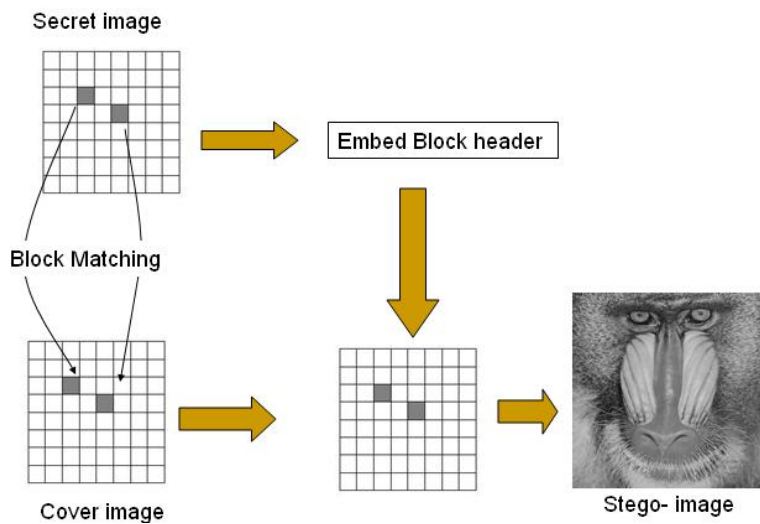 Secret image
Embed Block header
Block Matching
Cover image
Stego- image